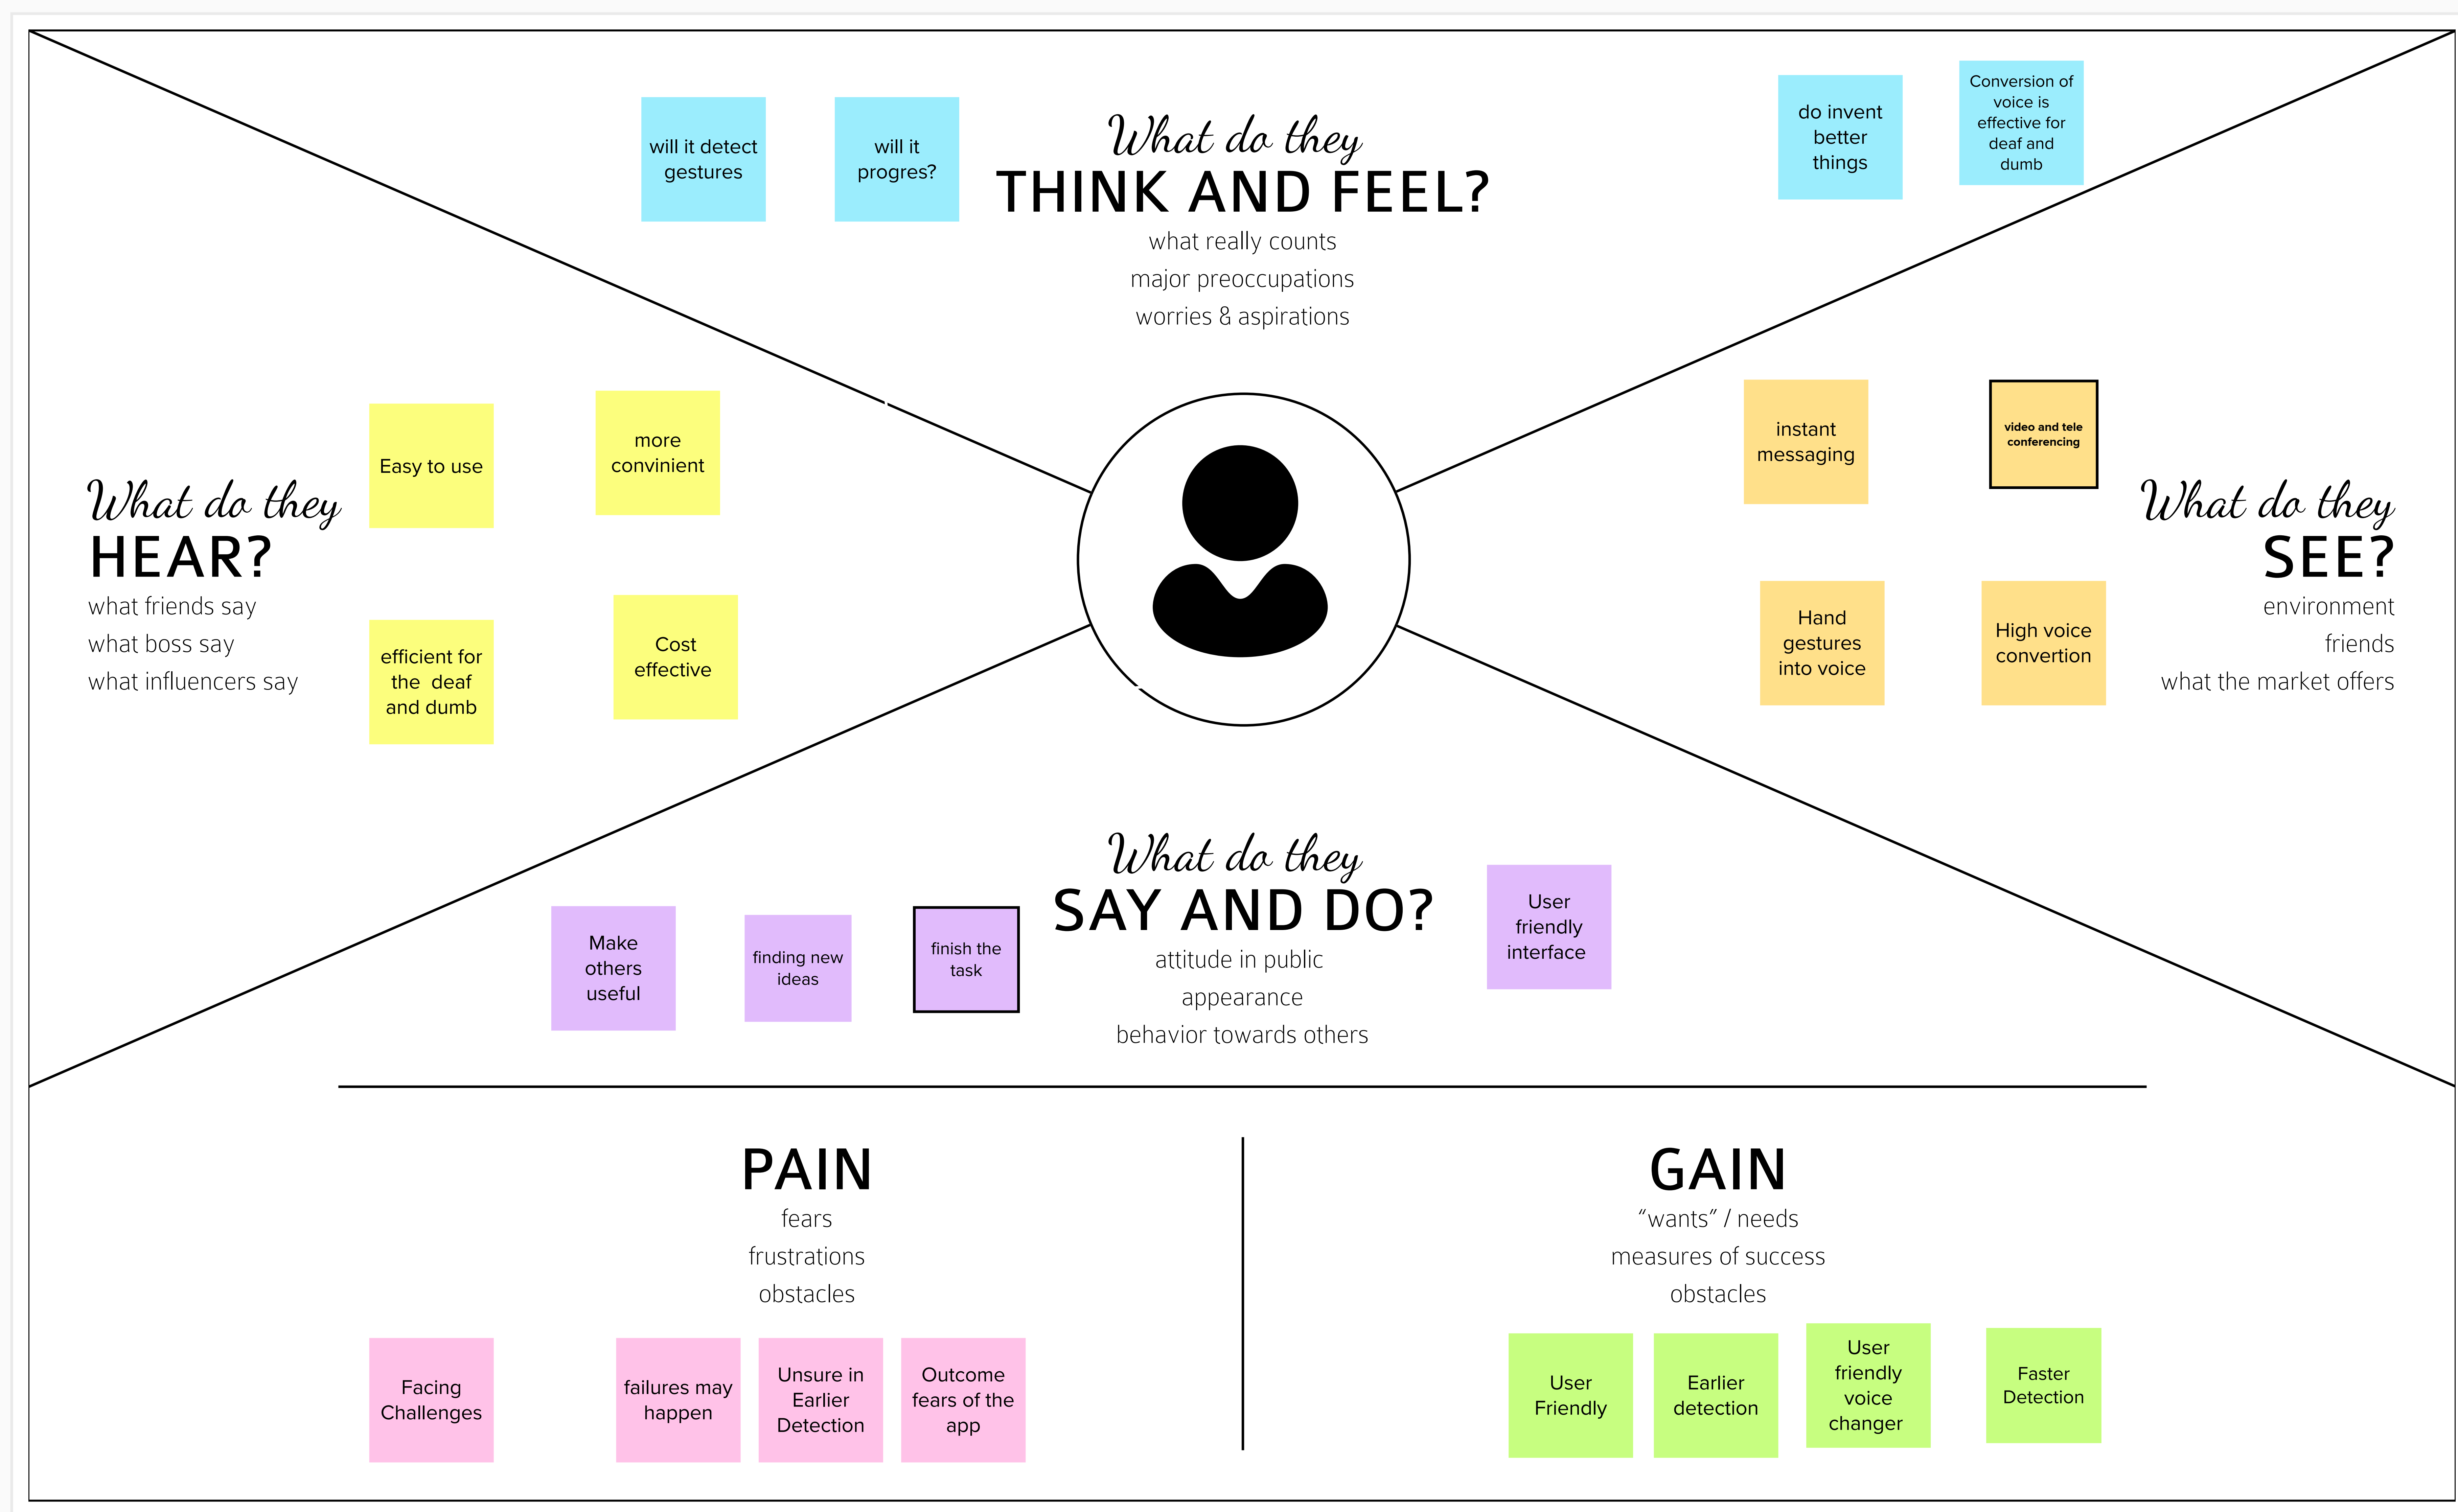 will it detect
gestures
will it
progres?
What do they
THINK AND FEEL?
what really counts
major preoccupations
worries & aspirations
do invent
better
things
Conversion of
voice is
effective for
deaf and
dumb
What do they
HEAR?
what friends say
what boss say
what influencers say
Easy to use
more
convinient
efficient for
the deaf
and dumb
Cost
effective
instant
messaging
video and tele
conferencing
Hand
gestures
into voice
High voice
convertion
What do they
SEE?
environment
friends
what the market offers
Make
others
useful
finding new
ideas
finish the
task
What do they
SAY AND DO?
attitude in public
appearance
behavior towards others
User
friendly
interface
PAIN
fears
frustrations
obstacles
Facing
Challenges
failures may
happen
Unsure in
Earlier
Detection
Outcome
fears of the
app
GAIN
“wants” / needs
measures of success
obstacles
User
Friendly
Earlier
detection
User
friendly
voice
changer
Faster
Detection